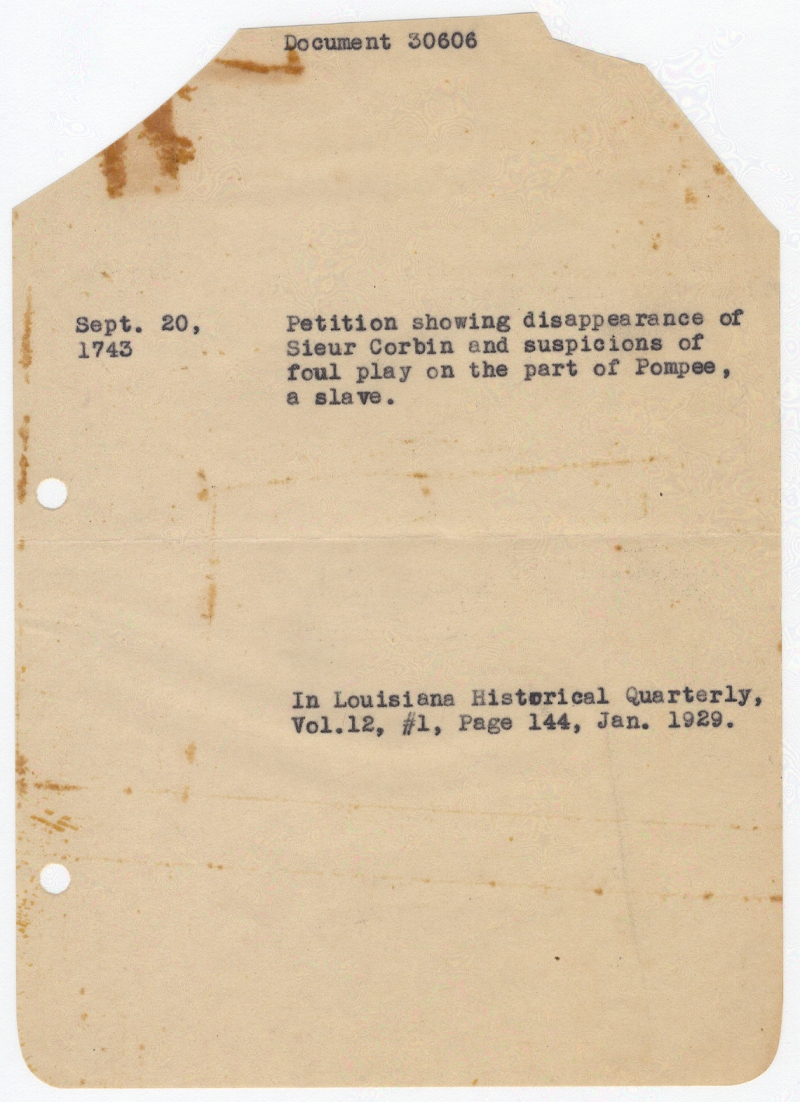 Document 30606
Sept. 20,
1743
Petition showing disappearance of
Sieur Corbin and suspicions of
foul play on the part of Pompee,
a slave.
In Louisiana Historical Quarterly,
Vol.12, #1, Page 144, Jan. 1929.